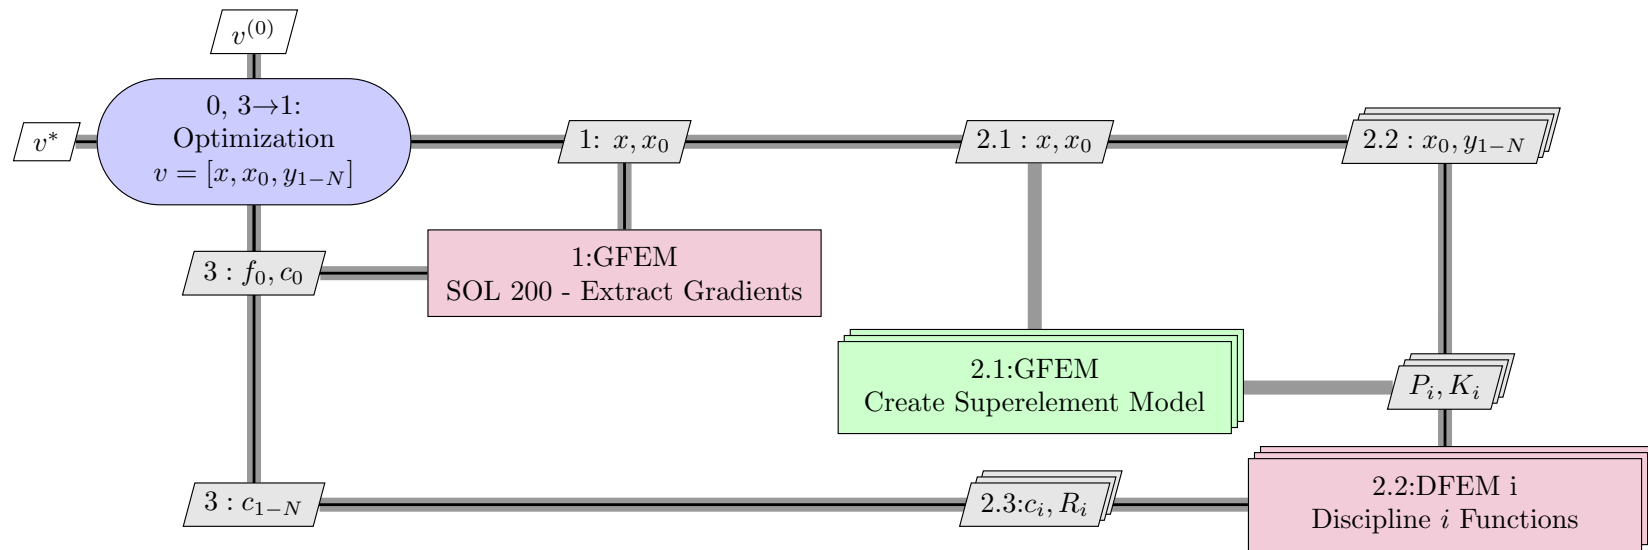 v^{(0)}
0, 3→1:
Optimization
v = [x, x_0, y_{1−N}]
v^*
1: x, x_0
2.1 : x, x_0
2.2 : x_0, y_{1−N}
1:GFEM
SOL 200 - Extract Gradients
3 : f_0, c_0
2.1:GFEM
Create Superelement Model
P_i, K_i
3 : c_{1−N}
2.3:c_i, R_i
2.2:DFEM i
Discipline i Functions